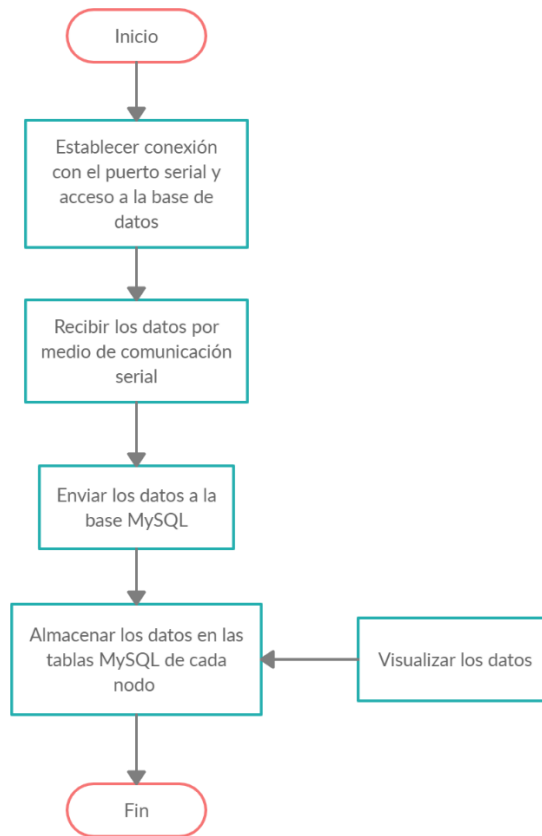 Inicio
Establecer conexión
con el puerto serial y
acceso a la base de
datos
Recibir los datos por
medio de comunicación
serial
Enviar los datos a la
base MySQL
Almacenar los datos en las
tablas MySQL de cada
nodo
Visualizar los datos
Fin